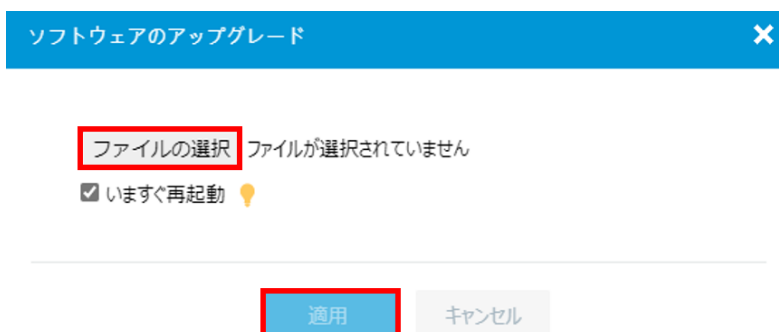 ソフトウェアのアップグレード
ファイルの選択 ファイルが選択されていません
いますぐ再起動
適用 キャンセル